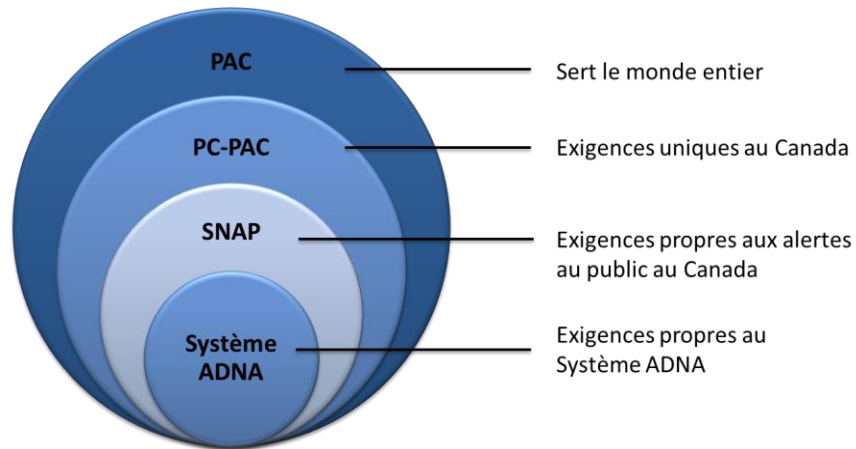 PAC
Sert le monde entier
PC-PAC
Exigences uniques au Canada
SNAP
Exigences propres aux alertes
au public au Canada
Système
ADNA
Exigences propres au
Système ADNA